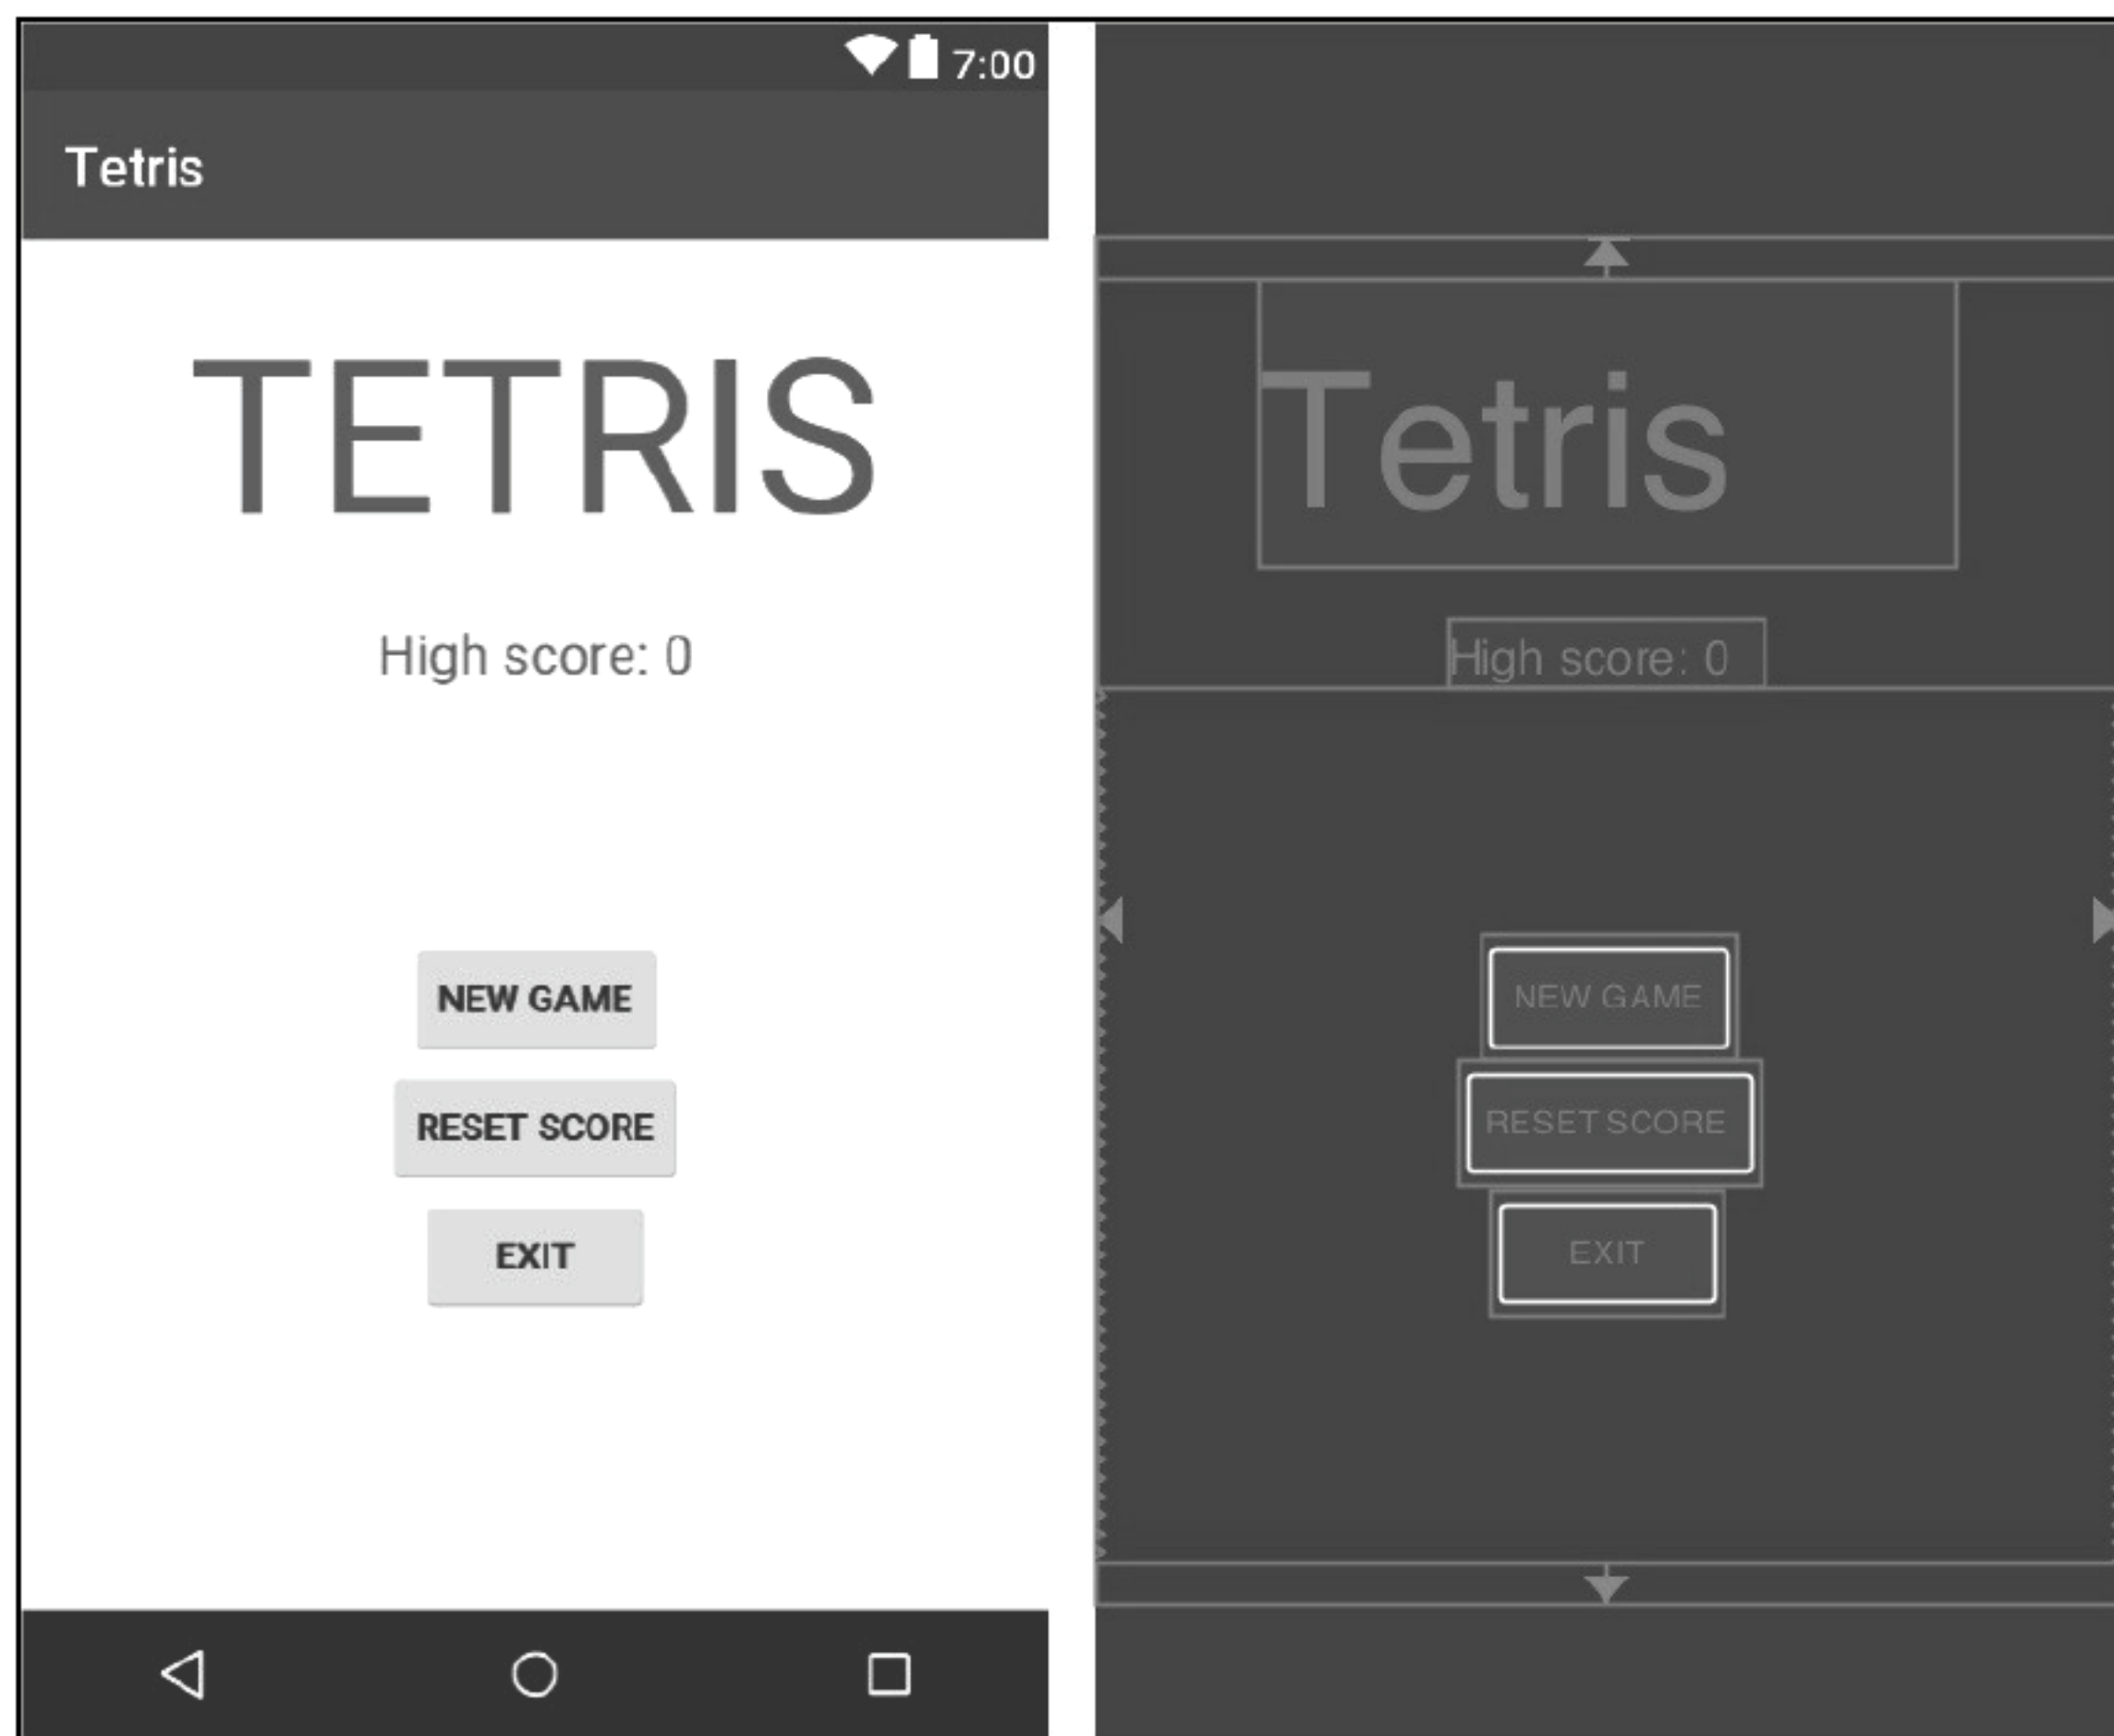 7:00
Tetris
TETRIS
High score: 0
NEW GAME
RESET SCORE
EXIT
Tetris
High score: 0
NEW GAME
RESET SCORE
EXIT